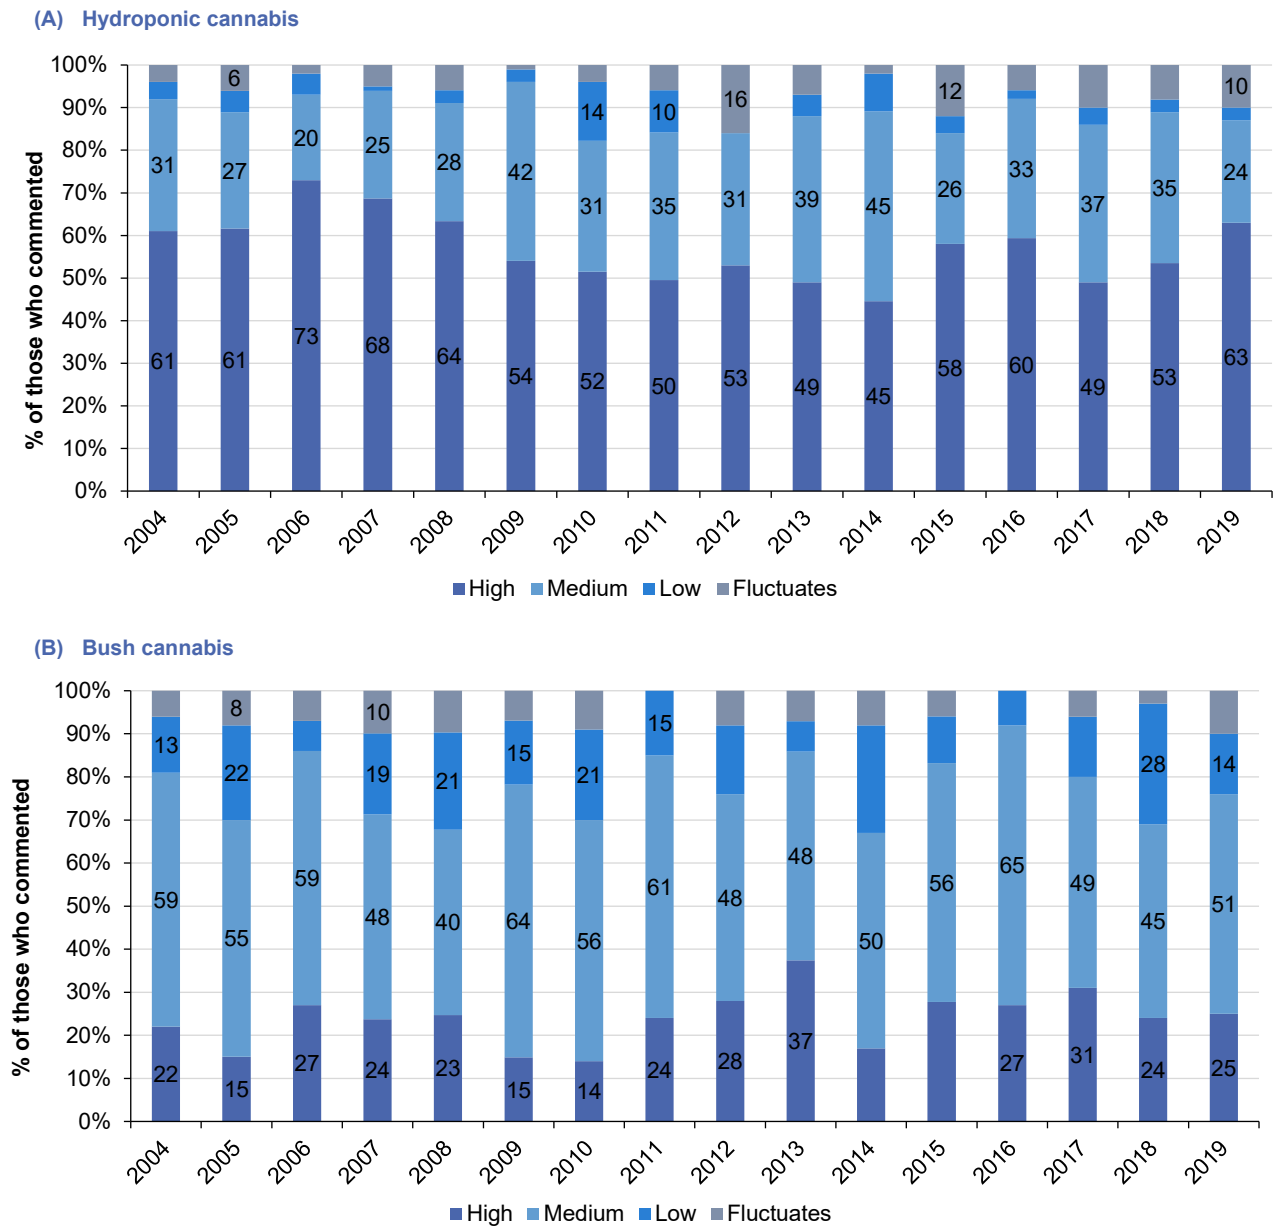 (A) Hydroponic cannabis
% of those who commented
100%
90%
80%
70%
60%
50%
40%
30%
20%
10%
0%
6 14 10 16 12 10
31 27 20 25 28 42 31 35 31 39 45 26 33 37 35 24
61 61 73 68 64 54 52 50 53 49 45 58 60 49 53 63
2004 2005 2006 2007 2008 2009 2010 2011 2012 2013 2014 2015 2016 2017 2018 2019
High Medium Low Fluctuates
(B) Bush cannabis
% of those who commented
100%
90%
80%
70%
60%
50%
40%
30%
20%
10%
0%
8 10
13 22 19 21 15 21 15 28 14
59 55 59 48 40 64 56 61 48 48 50 56 65 49 45 51
22 15 27 24 23 15 14 24 28 37 27 31 24 25
2004 2005 2006 2007 2008 2009 2010 2011 2012 2013 2014 2015 2016 2017 2018 2019
High Medium Low Fluctuates